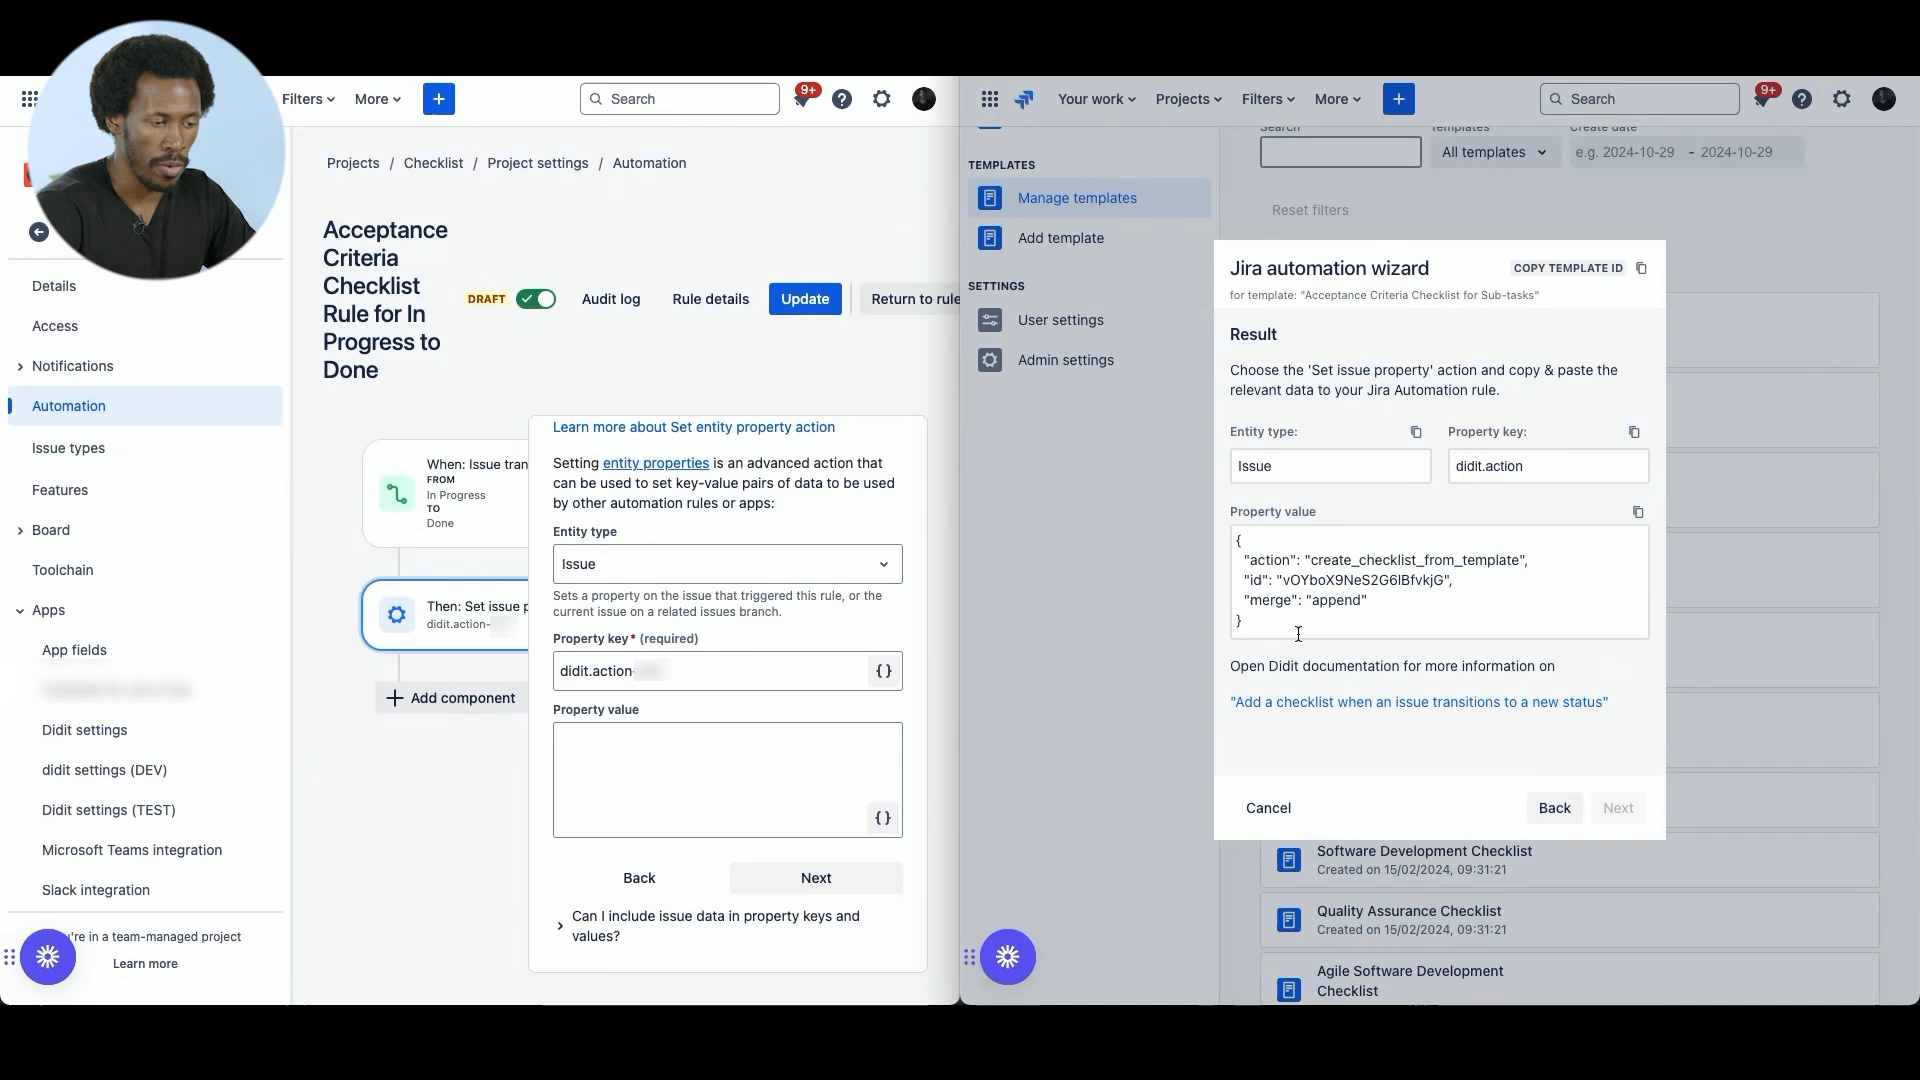 Filters
More
Search
9+
Projects / Checklist / Project settings / Automation
Acceptance
Criteria
Checklist
Rule for In
Progress to
Done
DRAFT
Audit log
Rule details
Update
Return to rule
Details
Access
Notifications
Automation
Issue types
Features
Board
Toolchain
Apps
App fields
Didit settings
didit settings (DEV)
Didit settings (TEST)
Microsoft Teams integration
Slack integration
're in a team-managed project
Learn more
When: Issue tran
FROM
In Progress
TO
Done
Then: Set issue p
didit.action-
Add component
Learn more about Set entity property action
Setting entity properties is an advanced action that
can be used to set key-value pairs of data to be used
by other automation rules or apps:
Entity type
Issue
Sets a property on the issue that triggered this rule, or the
current issue on a related issues branch.
Property key* (required)
didit.action-
{}
Property value
{}
Back
Next
Can I include issue data in property keys and
values?
Your work
Projects
Filters
More
Search
9+
TEMPLATES
Manage templates
Add template
SETTINGS
User settings
Admin settings
Search
Templates
Create date
All templates
e.g. 2024-10-29 - 2024-10-29
Reset filters
Jira automation wizard
COPY TEMPLATE ID
for template: "Acceptance Criteria Checklist for Sub-tasks"
Result
Choose the 'Set issue property' action and copy & paste the
relevant data to your Jira Automation rule.
Entity type:
Property key:
Issue
didit.action
Property value
{
"action": "create_checklist_from_template",
"id": "vOYboX9NeS2G6lBfvkjG",
"merge": "append"
}
Open Didit documentation for more information on
"Add a checklist when an issue transitions to a new status"
Cancel
Back
Next
Software Development Checklist
Created on 15/02/2024, 09:31:21
Quality Assurance Checklist
Created on 15/02/2024, 09:31:21
Agile Software Development
Checklist